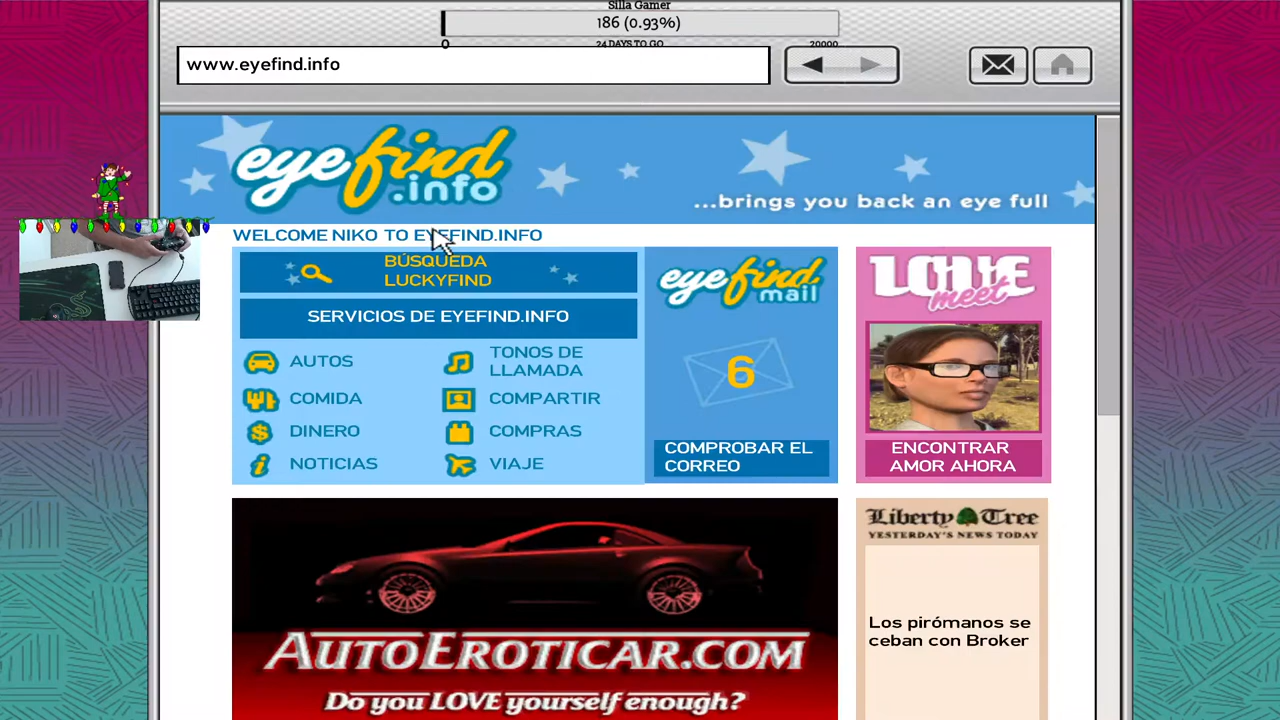 Silla Gamer
186 (0.93%)
0
24 DAYS TO GO
20000
www.eyefind.info
eyefind
.info
...brings you back an eye full
WELCOME NIKO TO EYEFIND.INFO
BÚSQUEDA
LUCKYFIND
SERVICIOS DE EYEFIND.INFO
AUTOS
TONOS DE
LLAMADA
COMIDA
COMPARTIR
DINERO
COMPRAS
NOTICIAS
VIAJE
eyefind
mail
6
COMPROBAR EL
CORREO
LOVE
meet
ENCONTRAR
AMOR AHORA
AUTOEROTICAR.COM
Do you LOVE yourself enough?
Liberty Tree
YESTERDAY'S NEWS TODAY
Los pirómanos se
ceban con Broker